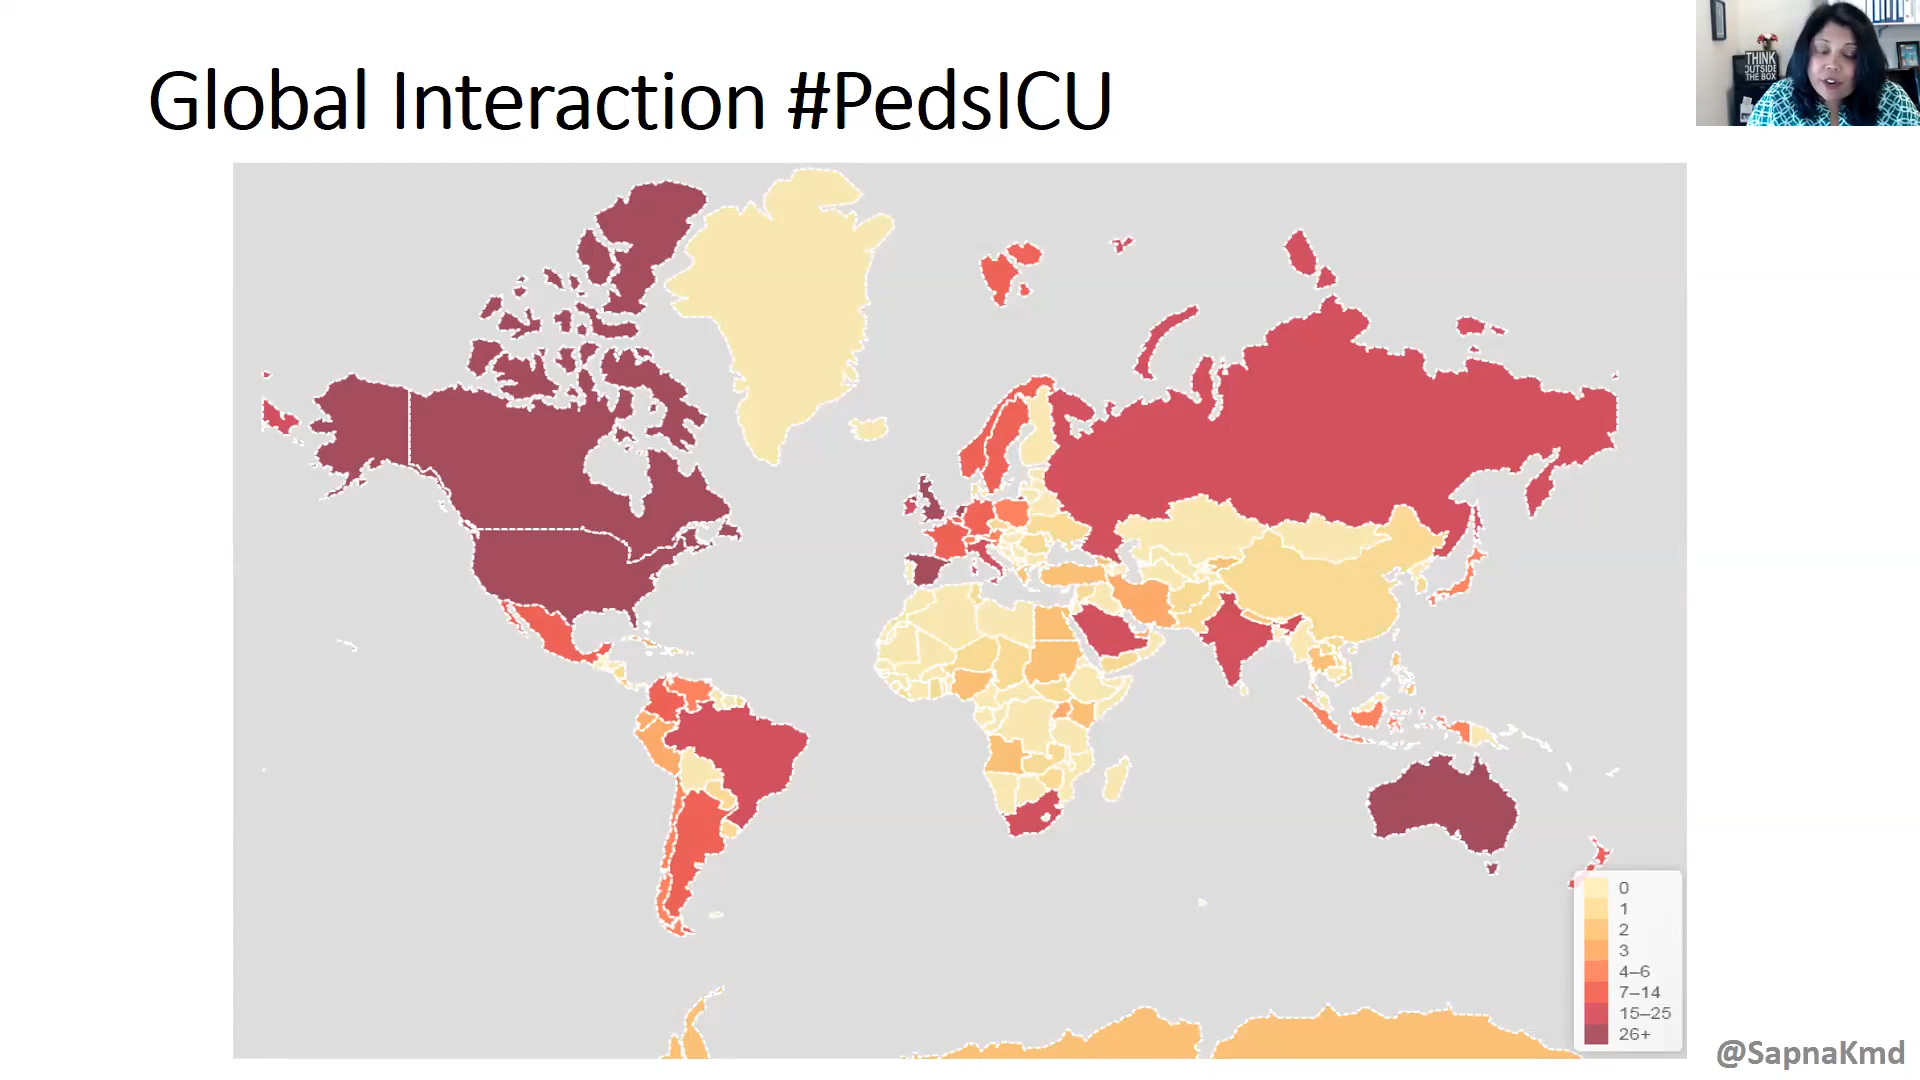 Global Interaction #PedsICU
THINK
OUTSIDE
THE BOX
0
1
2
3
4–6
7–14
15–25
26+
@SapnaKmd